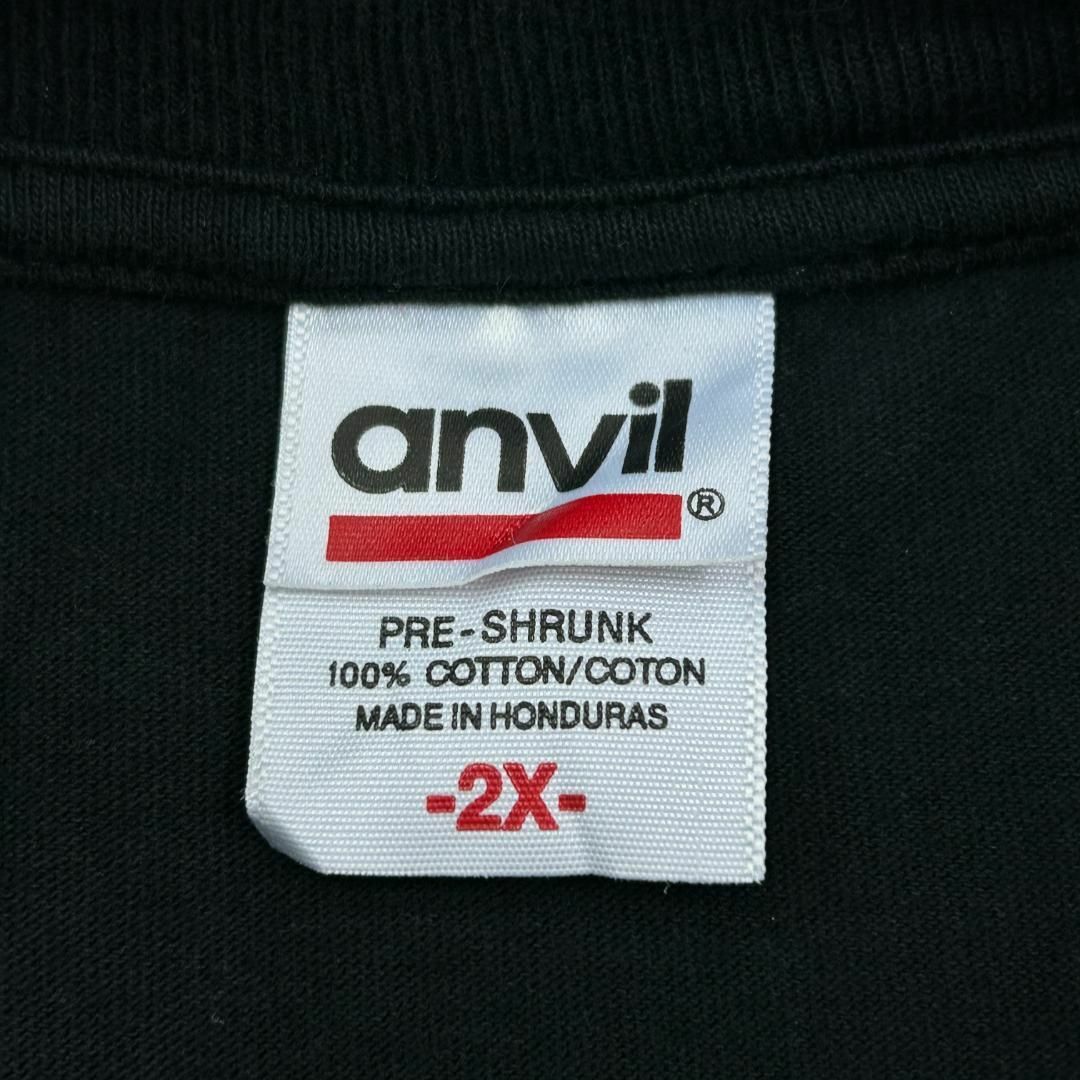 anvil®
PRE-SHRUNK
100% COTTON/COTON
MADE IN HONDURAS
-2X-